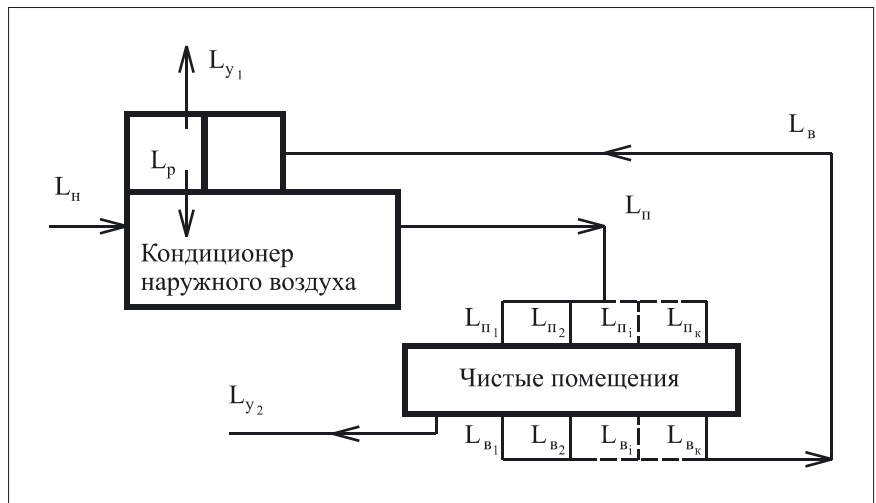 Lу1
Lв
Lр
Lн
Lп
Кондиционер
наружного воздуха
Lп1 Lп2 Lпi Lпк
Чистые помещения
Lу2
Lв1 Lв2 Lвi Lвк